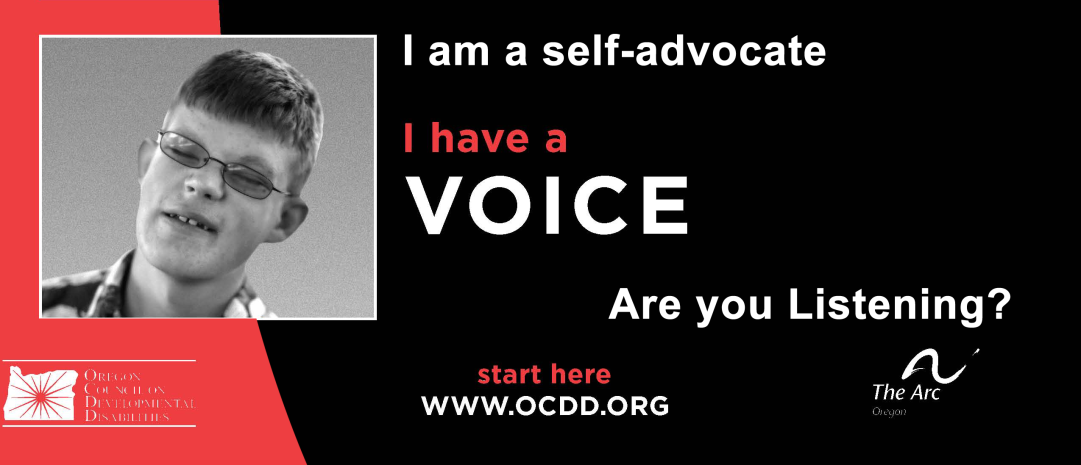 I am a self-advocate
I have a
VOICE
Are you Listening?
start here
WWW.OCDD.ORG
OREGON
COUNCIL ON
DEVELOPMENTAL
DISABILITIES
The Arc
Oregon